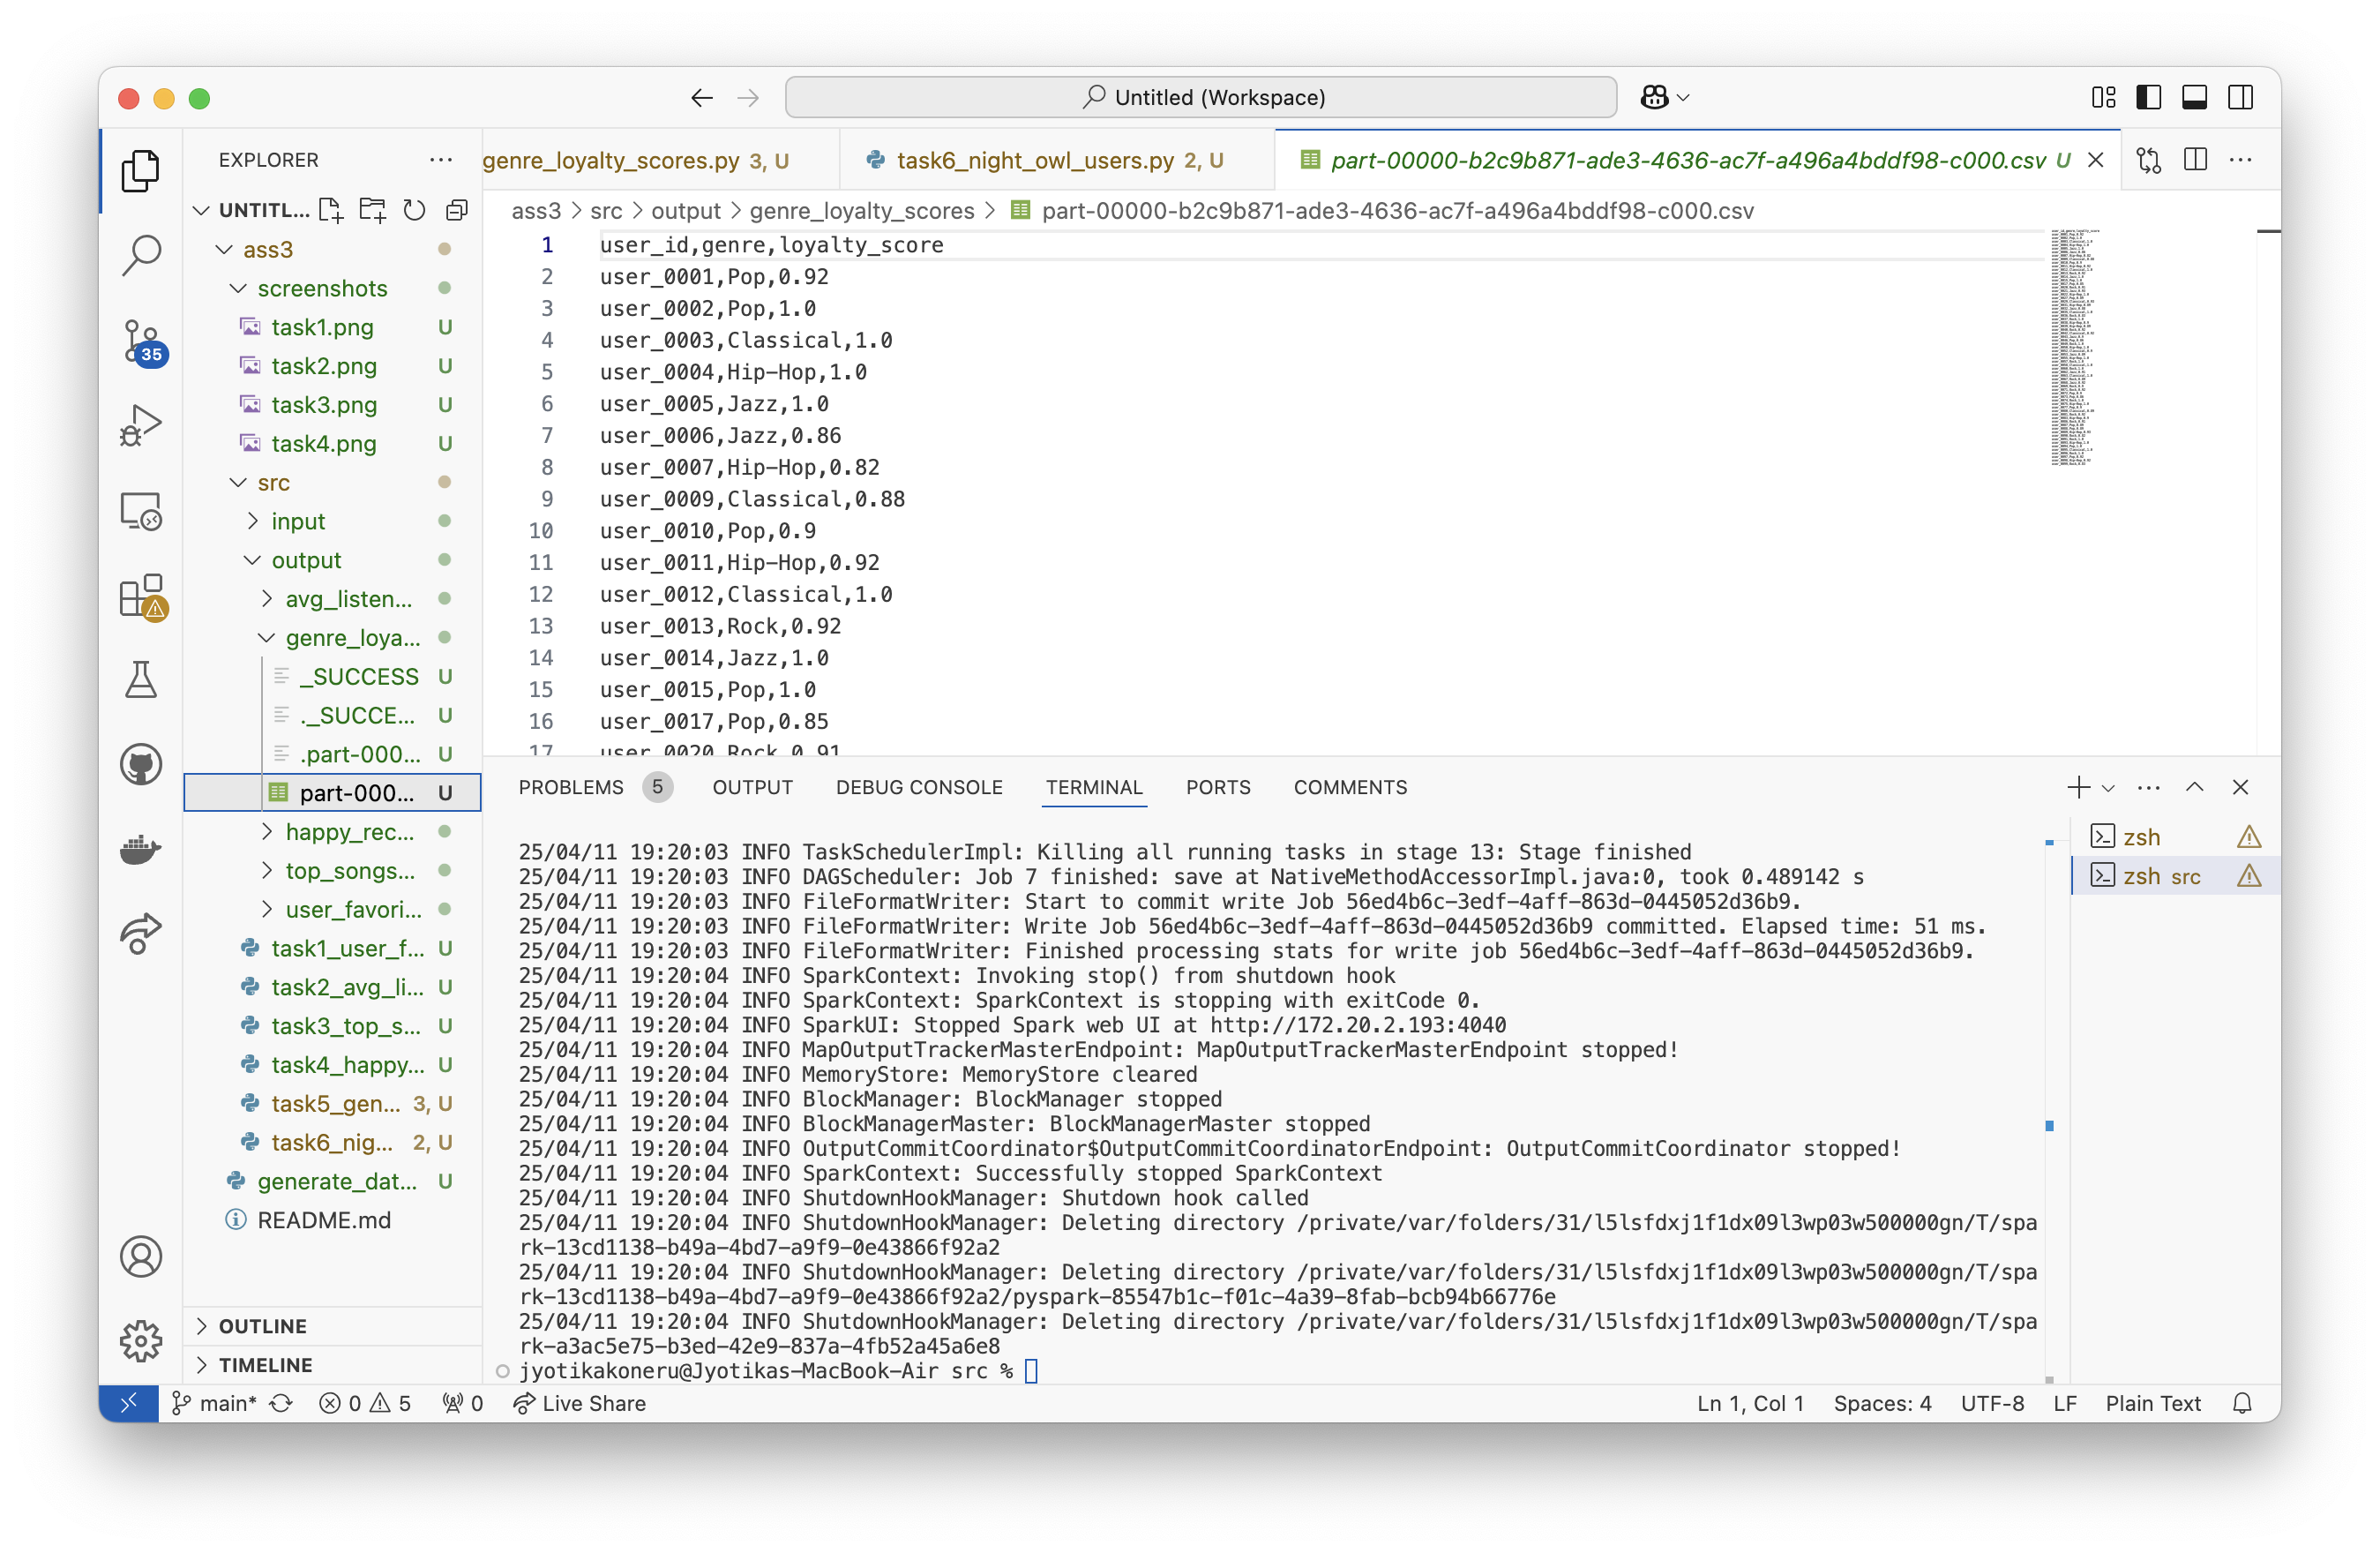 Untitled (Workspace)
EXPLORER
UNTITL...
ass3
screenshots
task1.png U
task2.png U
task3.png U
task4.png U
src
input
output
avg_listen...
genre_loya...
_SUCCESS U
._SUCCE... U
.part-000... U
part-000... U
happy_rec...
top_songs...
user_favori...
task1_user_f... U
task2_avg_li... U
task3_top_s... U
task4_happy... U
task5_gen... 3, U
task6_nig... 2, U
generate_dat... U
README.md
OUTLINE
TIMELINE
35
genre_loyalty_scores.py 3, U
task6_night_owl_users.py 2, U
part-00000-b2c9b871-ade3-4636-ac7f-a496a4bddf98-c000.csv U
ass3 > src > output > genre_loyalty_scores > part-00000-b2c9b871-ade3-4636-ac7f-a496a4bddf98-c000.csv
1 user_id,genre,loyalty_score
2 user_0001,Pop,0.92
3 user_0002,Pop,1.0
4 user_0003,Classical,1.0
5 user_0004,Hip-Hop,1.0
6 user_0005,Jazz,1.0
7 user_0006,Jazz,0.86
8 user_0007,Hip-Hop,0.82
9 user_0009,Classical,0.88
10 user_0010,Pop,0.9
11 user_0011,Hip-Hop,0.92
12 user_0012,Classical,1.0
13 user_0013,Rock,0.92
14 user_0014,Jazz,1.0
15 user_0015,Pop,1.0
16 user_0017,Pop,0.85
17 user_0020,Rock,0.91
PROBLEMS 5 OUTPUT DEBUG CONSOLE TERMINAL PORTS COMMENTS
25/04/11 19:20:03 INFO TaskSchedulerImpl: Killing all running tasks in stage 13: Stage finished
25/04/11 19:20:03 INFO DAGScheduler: Job 7 finished: save at NativeMethodAccessorImpl.java:0, took 0.489142 s
25/04/11 19:20:03 INFO FileFormatWriter: Start to commit write Job 56ed4b6c-3edf-4aff-863d-0445052d36b9.
25/04/11 19:20:03 INFO FileFormatWriter: Write Job 56ed4b6c-3edf-4aff-863d-0445052d36b9 committed. Elapsed time: 51 ms.
25/04/11 19:20:03 INFO FileFormatWriter: Finished processing stats for write job 56ed4b6c-3edf-4aff-863d-0445052d36b9.
25/04/11 19:20:04 INFO SparkContext: Invoking stop() from shutdown hook
25/04/11 19:20:04 INFO SparkContext: SparkContext is stopping with exitCode 0.
25/04/11 19:20:04 INFO SparkUI: Stopped Spark web UI at http://172.20.2.193:4040
25/04/11 19:20:04 INFO MapOutputTrackerMasterEndpoint: MapOutputTrackerMasterEndpoint stopped!
25/04/11 19:20:04 INFO MemoryStore: MemoryStore cleared
25/04/11 19:20:04 INFO BlockManager: BlockManager stopped
25/04/11 19:20:04 INFO BlockManagerMaster: BlockManagerMaster stopped
25/04/11 19:20:04 INFO OutputCommitCoordinator$OutputCommitCoordinatorEndpoint: OutputCommitCoordinator stopped!
25/04/11 19:20:04 INFO SparkContext: Successfully stopped SparkContext
25/04/11 19:20:04 INFO ShutdownHookManager: Shutdown hook called
25/04/11 19:20:04 INFO ShutdownHookManager: Deleting directory /private/var/folders/31/l5lsfdxj1f1dx09l3wp03w500000gn/T/spa
rk-13cd1138-b49a-4bd7-a9f9-0e43866f92a2
25/04/11 19:20:04 INFO ShutdownHookManager: Deleting directory /private/var/folders/31/l5lsfdxj1f1dx09l3wp03w500000gn/T/spa
rk-13cd1138-b49a-4bd7-a9f9-0e43866f92a2/pyspark-85547b1c-f01c-4a39-8fab-bcb94b66776e
25/04/11 19:20:04 INFO ShutdownHookManager: Deleting directory /private/var/folders/31/l5lsfdxj1f1dx09l3wp03w500000gn/T/spa
rk-a3ac5e75-b3ed-42e9-837a-4fb52a45a6e8
jyotikakoneru@Jyotikas-MacBook-Air src %
zsh
zsh src
main* 0 5 0 Live Share
Ln 1, Col 1 Spaces: 4 UTF-8 LF Plain Text